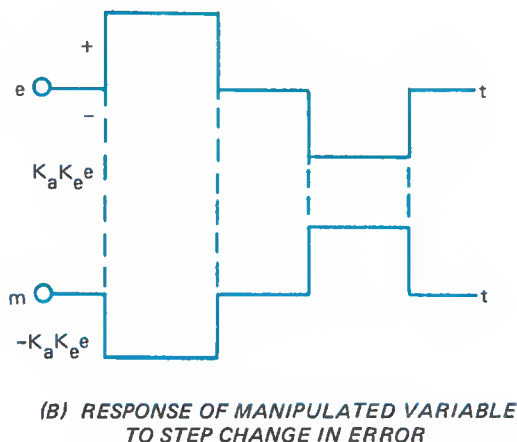 +
e
t
−
KaKee
m
t
-KaKee
(B) RESPONSE OF MANIPULATED VARIABLE
TO STEP CHANGE IN ERROR